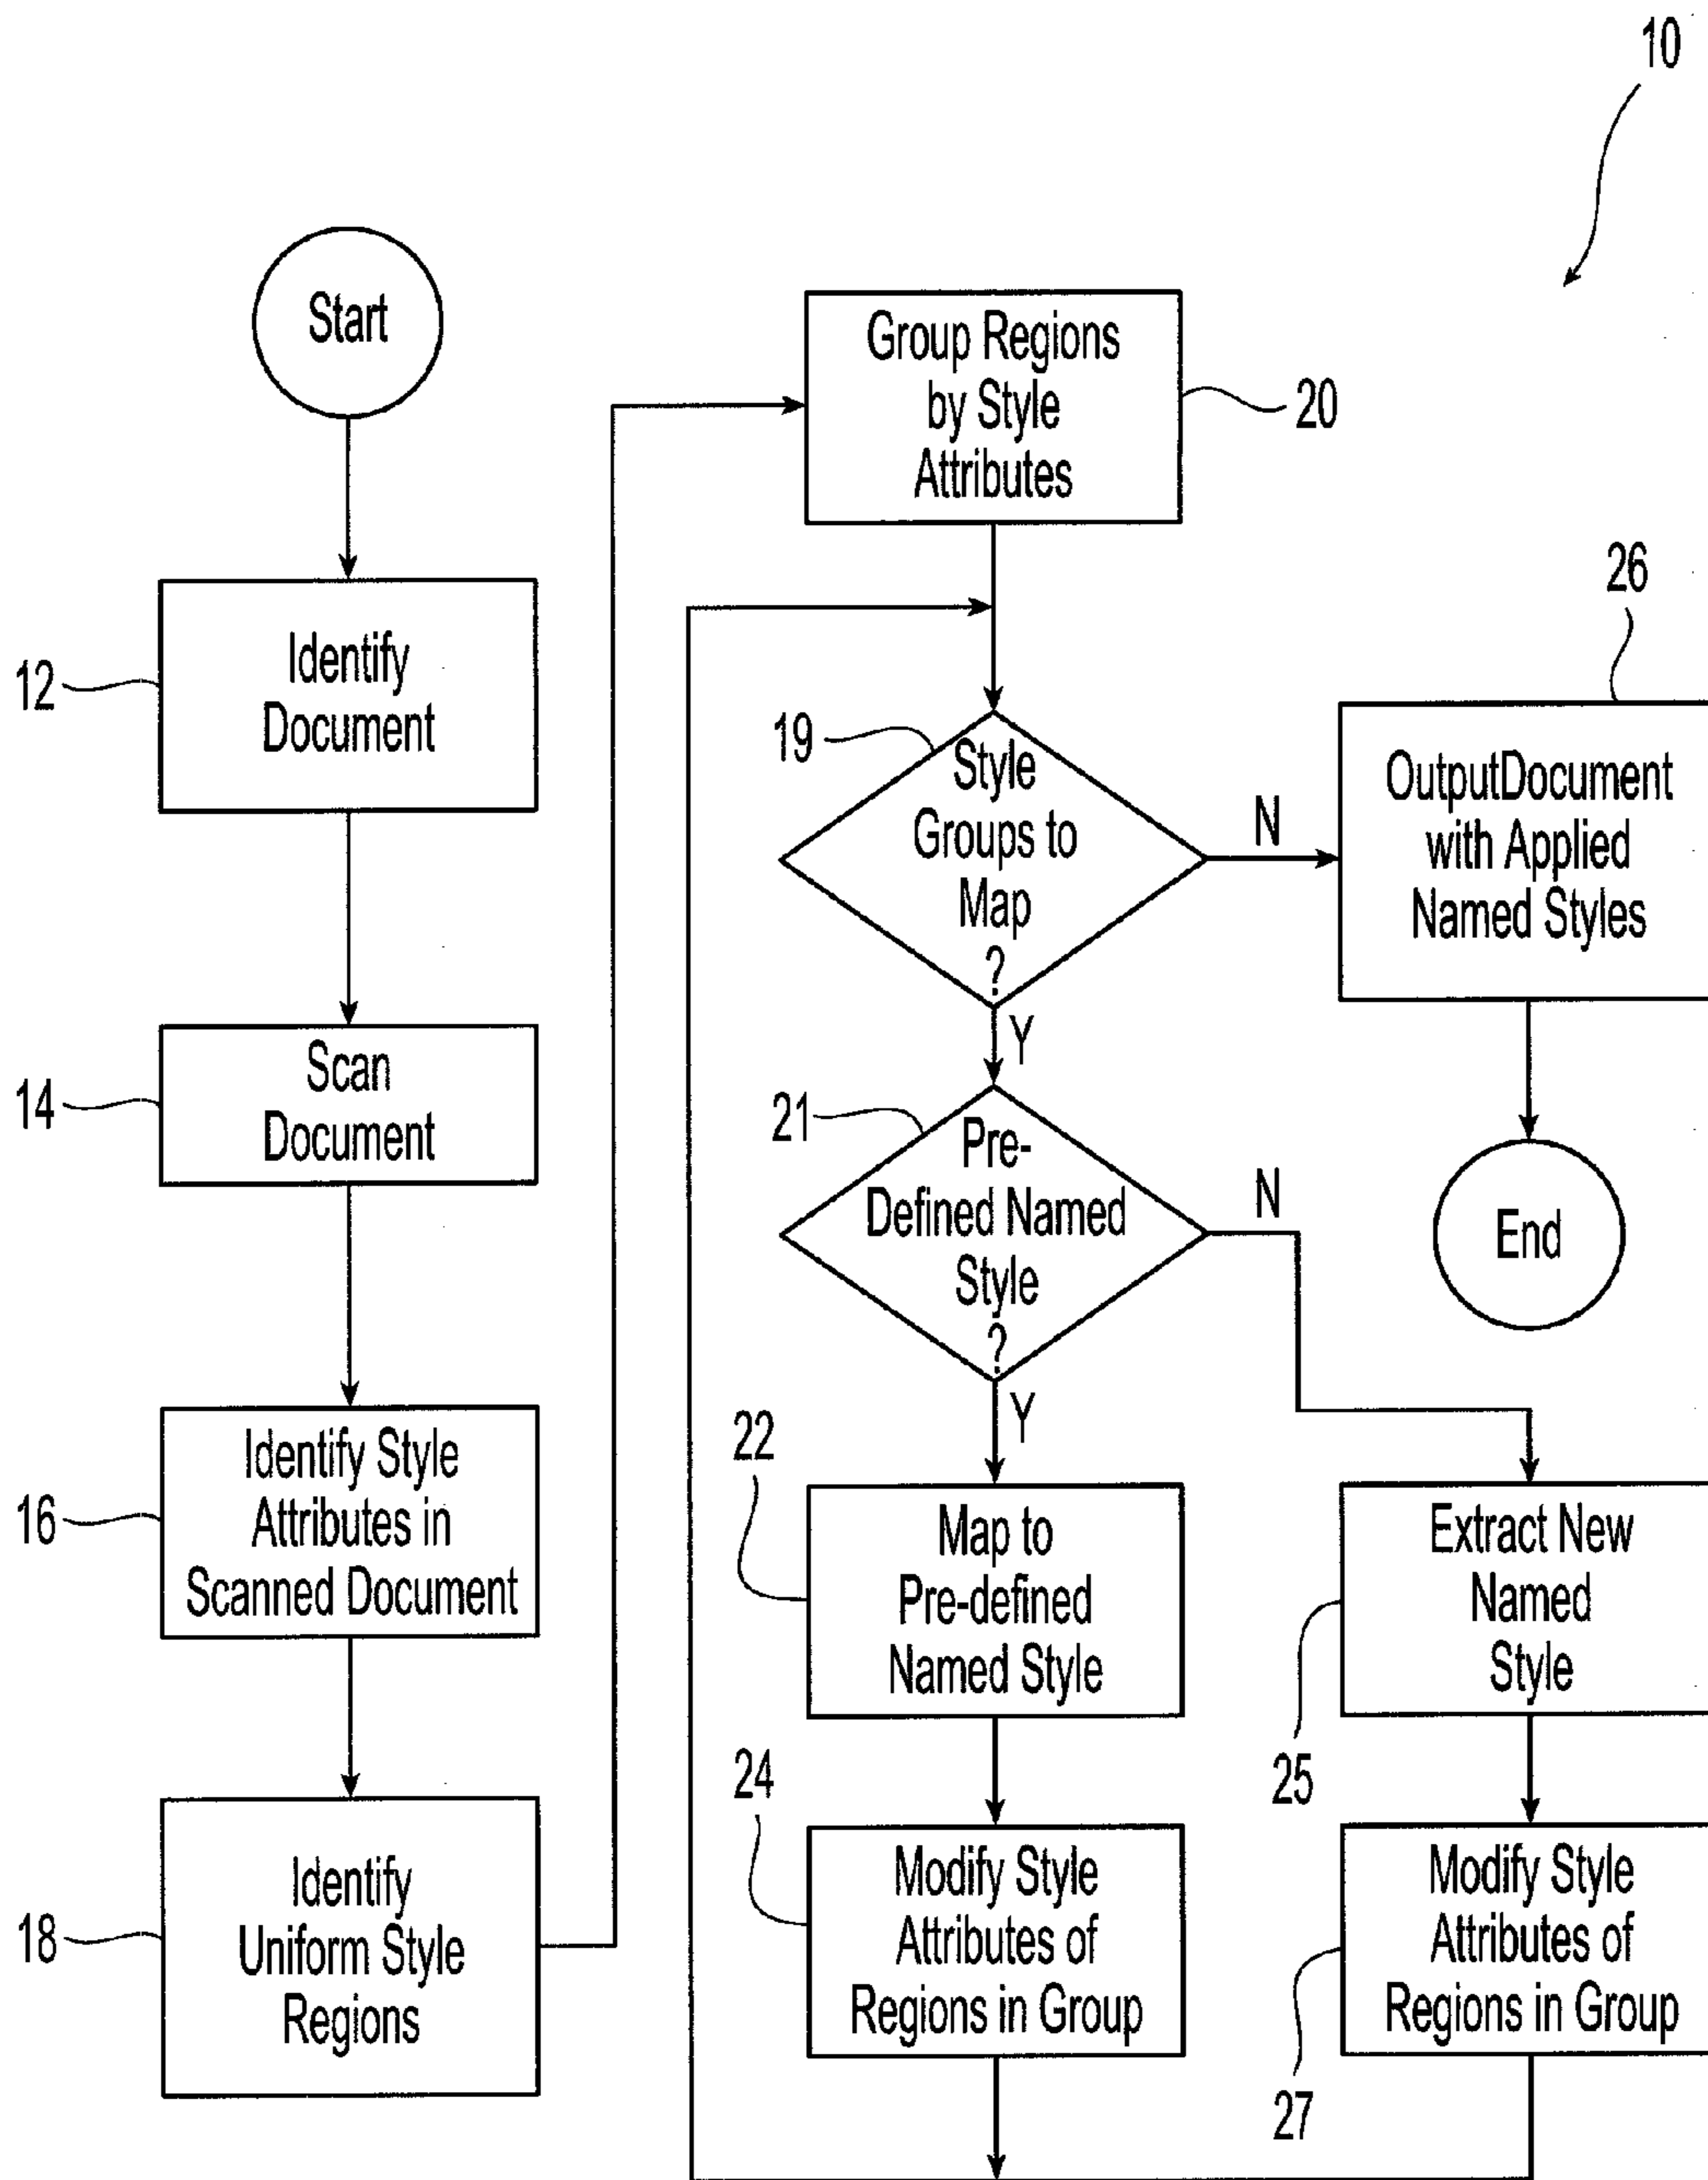 10
Start
12
Identify
Document
14
Scan
Document
16
Identify Style
Attributes in
Scanned Document
18
Identify
Uniform Style
Regions
Group Regions
by Style
Attributes
20
19
Style
Groups to
Map
?
N
Y
26
OutputDocument
with Applied
Named Styles
End
21
Pre-
Defined Named
Style
?
N
Y
22
Map to
Pre-defined
Named Style
24
Modify Style
Attributes of
Regions in Group
Extract New
Named
Style
25
Modify Style
Attributes of
Regions in Group
27